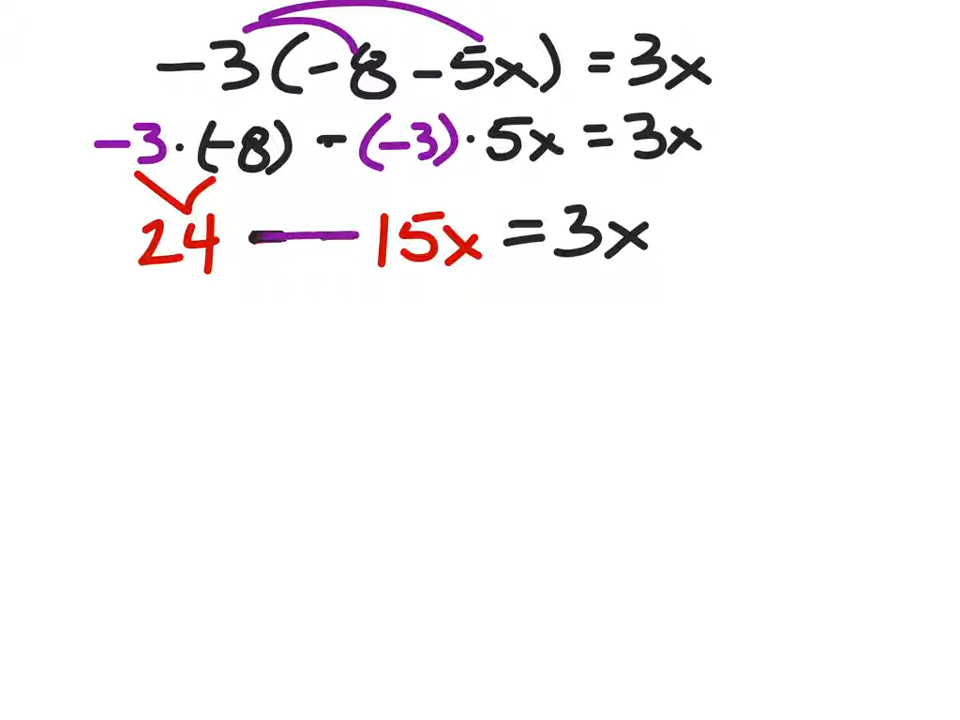 -3(-8-5x) = 3x
-3·(-8) - (-3)·5x = 3x
24 — 15x = 3x